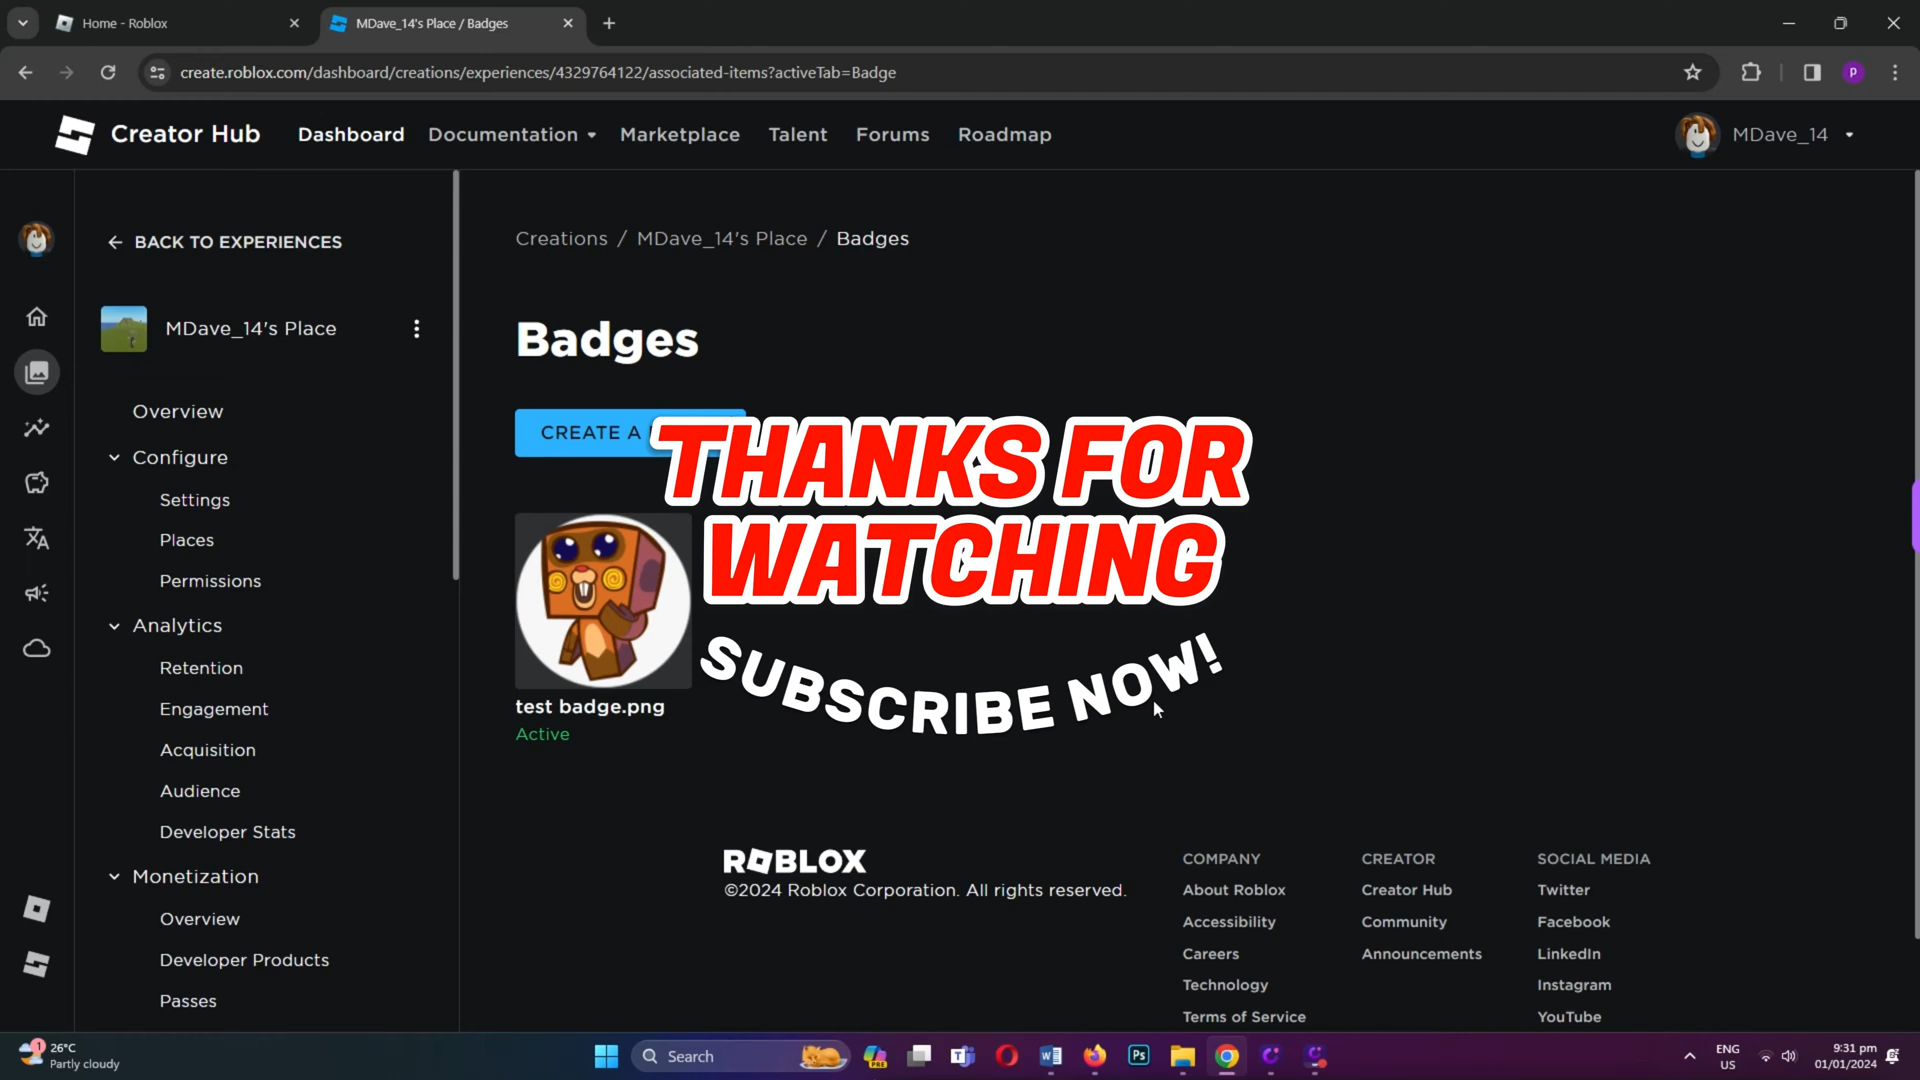 Home - Roblox
MDave_14's Place / Badges
create.roblox.com/dashboard/creations/experiences/4329764122/associated-items?activeTab=Badge
p
Creator Hub
Dashboard
Documentation
Marketplace
Talent
Forums
Roadmap
MDave_14
BACK TO EXPERIENCES
MDave_14's Place
Overview
Configure
Settings
Places
Permissions
Analytics
Retention
Engagement
Acquisition
Audience
Developer Stats
Monetization
Overview
Developer Products
Passes
Creations / MDave_14's Place / Badges
Badges
CREATE A
THANKS FOR
WATCHING
SUBSCRIBE NOW!
test badge.png
Active
ROBLOX
©2024 Roblox Corporation. All rights reserved.
COMPANY
About Roblox
Accessibility
Careers
Technology
Terms of Service
CREATOR
Creator Hub
Community
Announcements
SOCIAL MEDIA
Twitter
Facebook
LinkedIn
Instagram
YouTube
1
26°C
Partly cloudy
Search
PRE
T
W
Ps
ENG
US
9:31 pm
01/01/2024